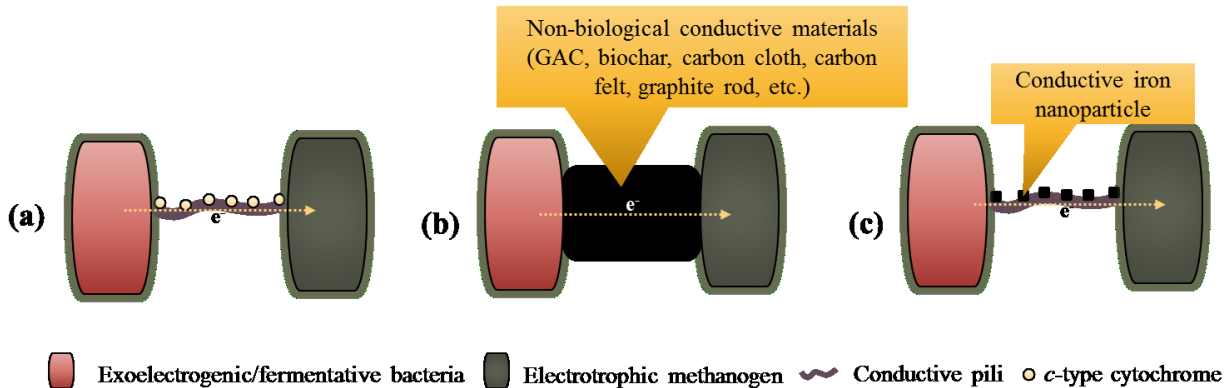 Non-biological conductive materials
(GAC, biochar, carbon cloth, carbon
felt, graphite rod, etc.)
Conductive iron
nanoparticle
(a)
e-
(b)
e-
(c)
e-
Exoelectrogenic/fermentative bacteria
Electrotrophic methanogen
Conductive pili
c-type cytochrome